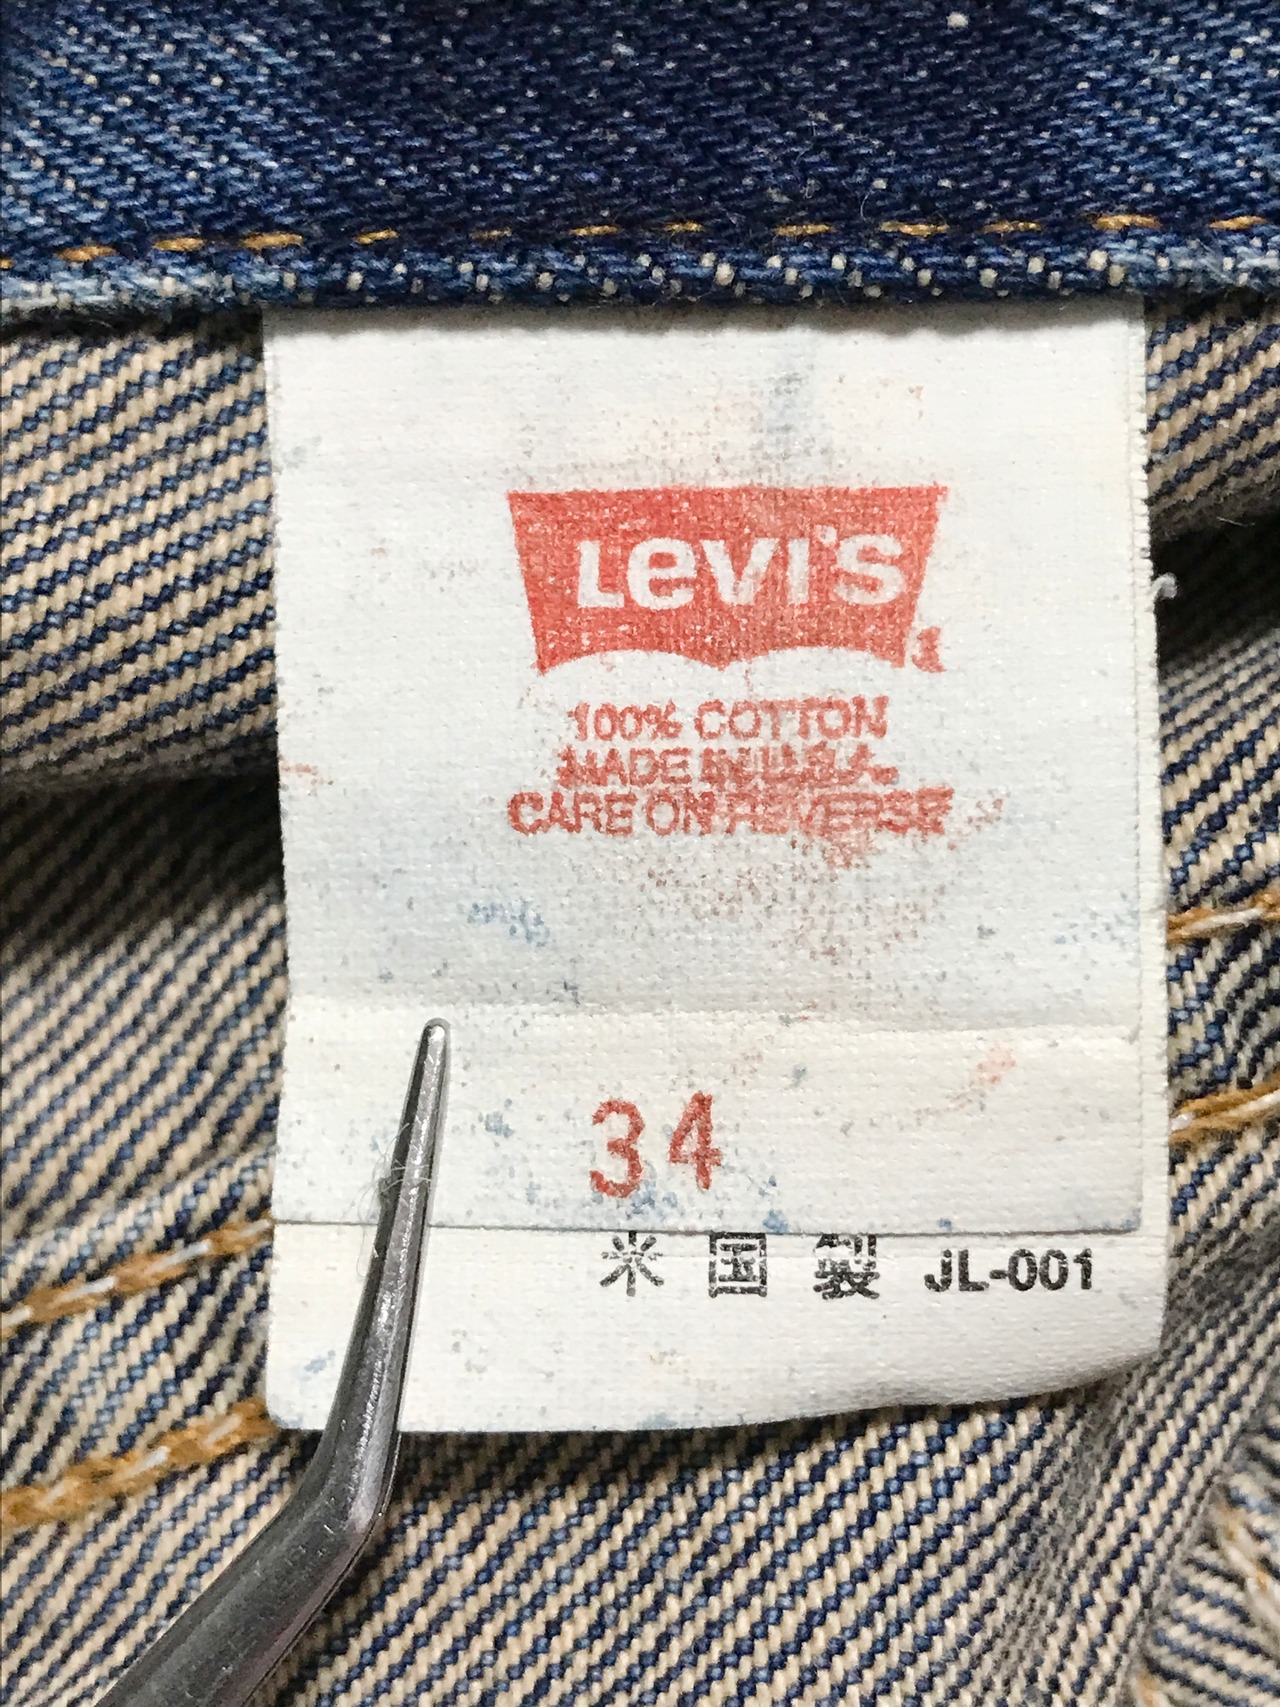 Levi's
100% COTTON
MADE IN U.S.A.
CARE ON REVERSE
34
米国製 JL-001